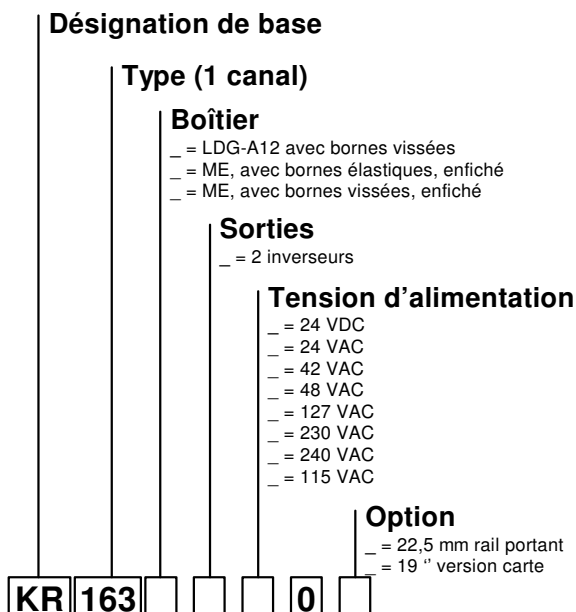 Désignation de base
Type (1 canal)
Boîtier
_ = LDG-A12 avec bornes vissées
_ = ME, avec bornes élastiques, enfiché
_ = ME, avec bornes vissées, enfiché
Sorties
_ = 2 inverseurs
Tension d’alimentation
_ = 24 VDC
_ = 24 VAC
_ = 42 VAC
_ = 48 VAC
_ = 127 VAC
_ = 230 VAC
_ = 240 VAC
_ = 115 VAC
Option
_ = 22,5 mm rail portant
_ = 19 ‘’ version carte
KR 163 0